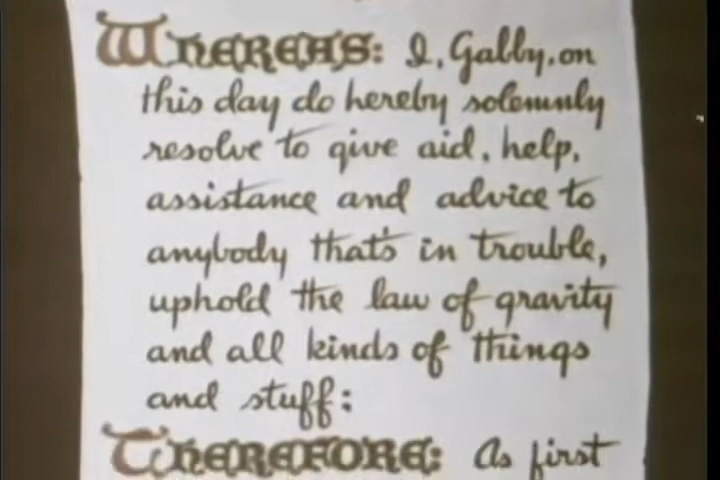 WHEREAS: I, Gabby, on
this day do hereby solemnly
resolve to give aid, help,
assistance and advice to
anybody that's in trouble,
uphold the law of gravity
and all kinds of things
and stuff:
THEREFORE: As first